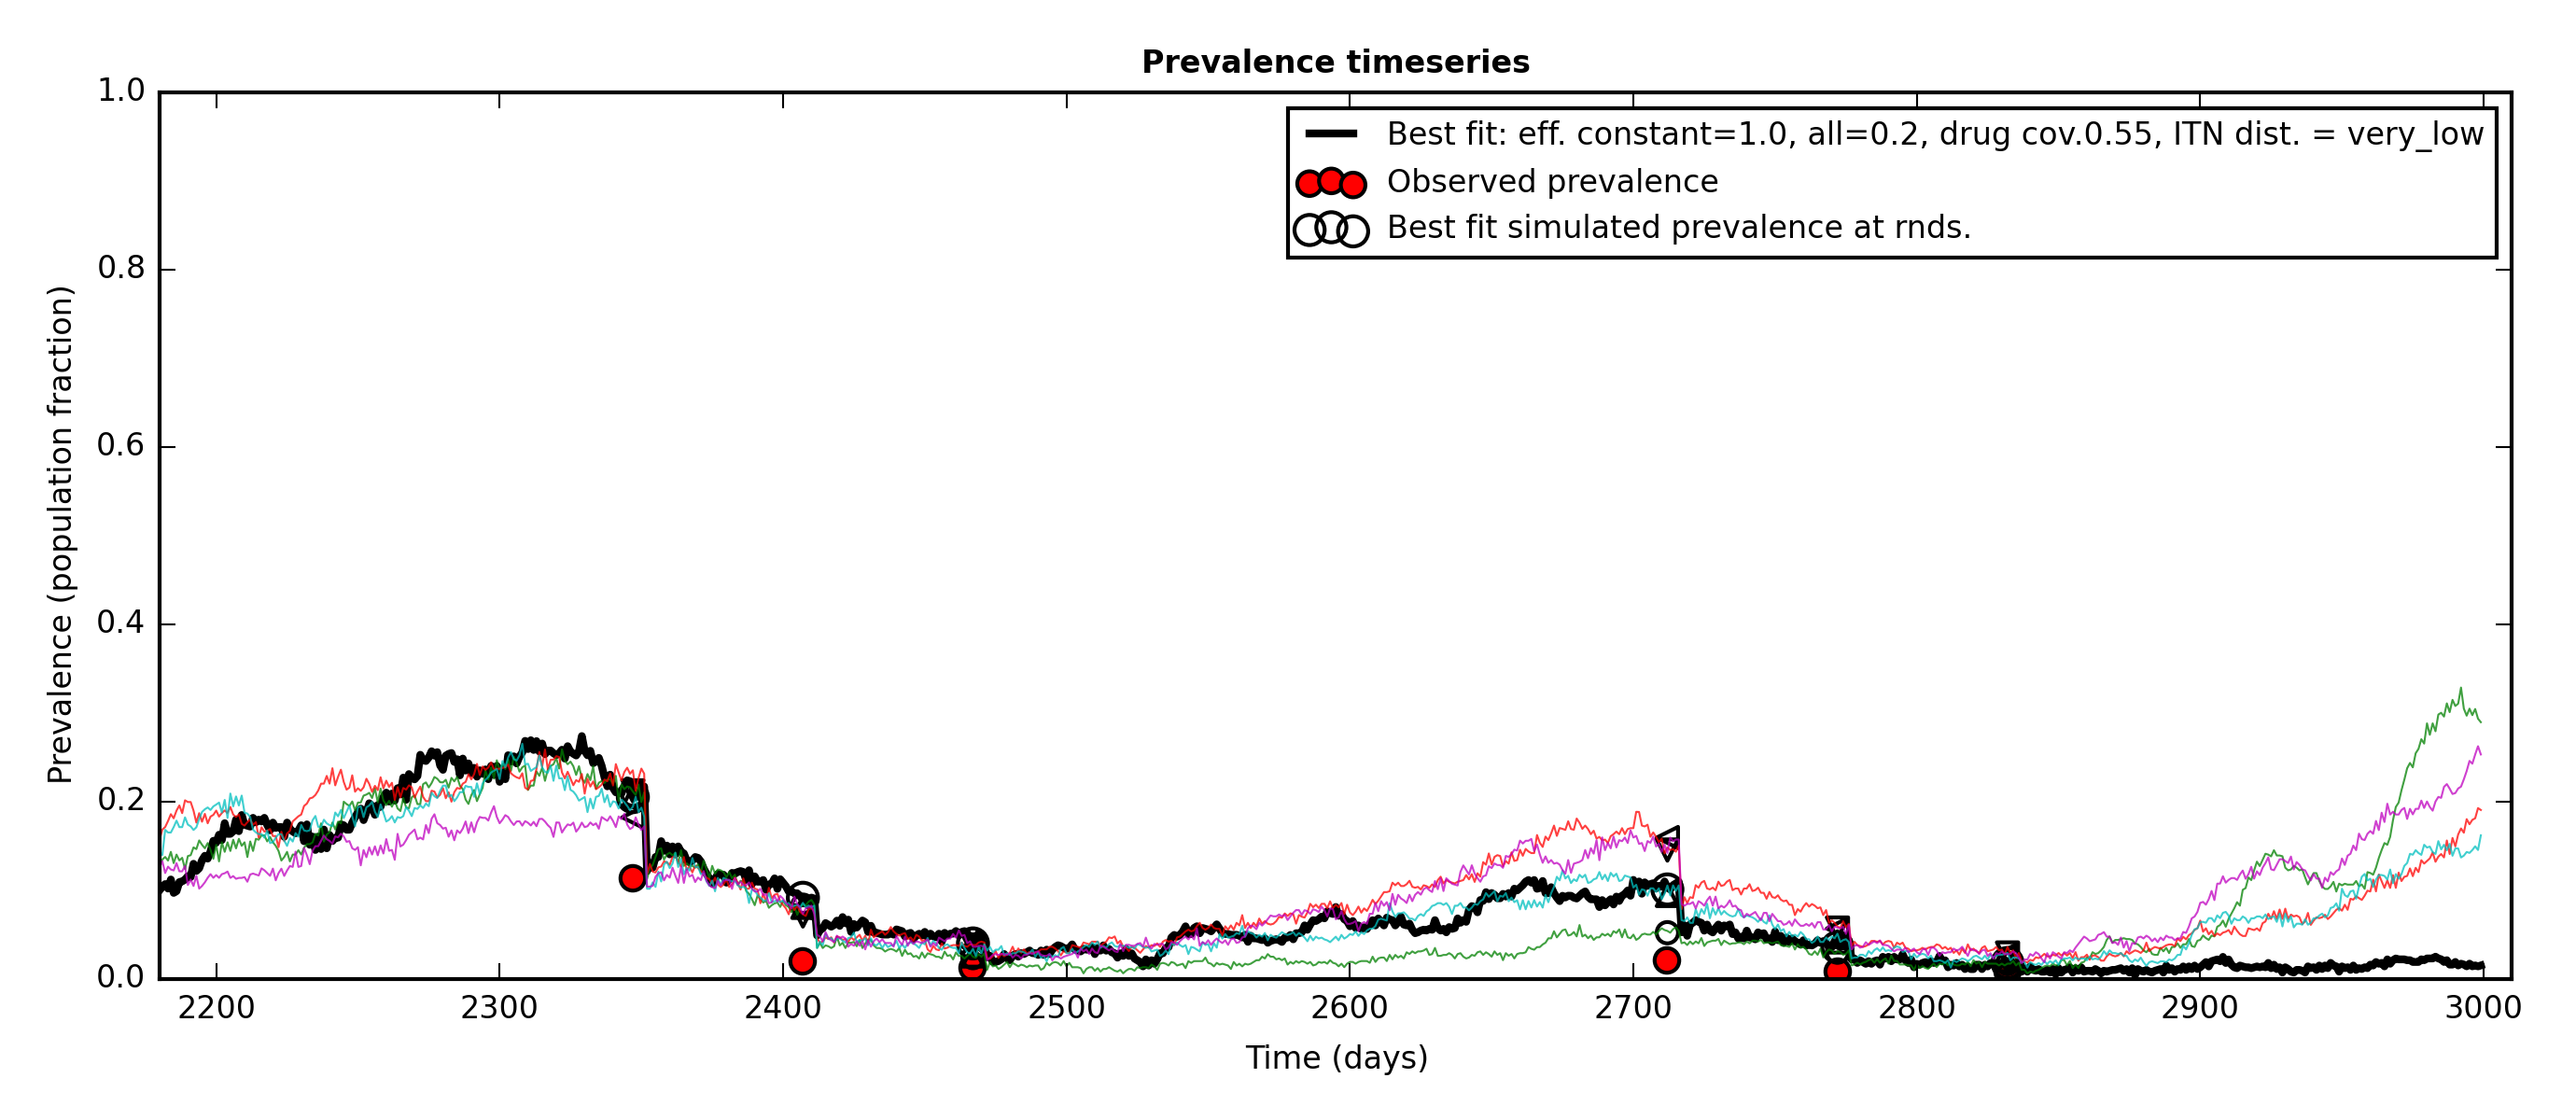 Prevalence timeseries
1.0
0.8
0.6
0.4
0.2
0.0
Prevalence (population fraction)
Best fit: eff. constant=1.0, all=0.2, drug cov.0.55, ITN dist. = very_low
Observed prevalence
Best fit simulated prevalence at rnds.
2200 2300 2400 2500 2600 2700 2800 2900 3000
Time (days)